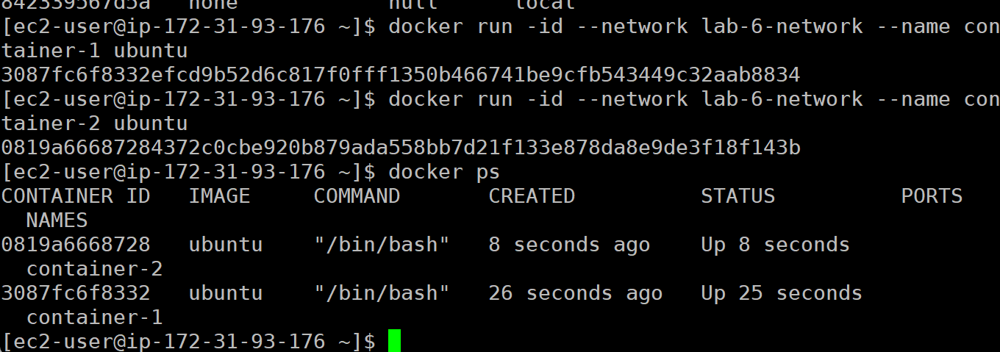 842339567d5a   none            null      local
[ec2-user@ip-172-31-93-176 ~]$ docker run -id --network lab-6-network --name con
tainer-1 ubuntu
3087fc6f8332efcd9b52d6c817f0fff1350b466741be9cfb543449c32aab8834
[ec2-user@ip-172-31-93-176 ~]$ docker run -id --network lab-6-network --name con
tainer-2 ubuntu
0819a66687284372c0cbe920b879ada558bb7d21f133e878da8e9de3f18f143b
[ec2-user@ip-172-31-93-176 ~]$ docker ps
CONTAINER ID   IMAGE     COMMAND       CREATED          STATUS          PORTS
  NAMES
0819a6668728   ubuntu    "/bin/bash"   8 seconds ago    Up 8 seconds
  container-2
3087fc6f8332   ubuntu    "/bin/bash"   26 seconds ago   Up 25 seconds
  container-1
[ec2-user@ip-172-31-93-176 ~]$